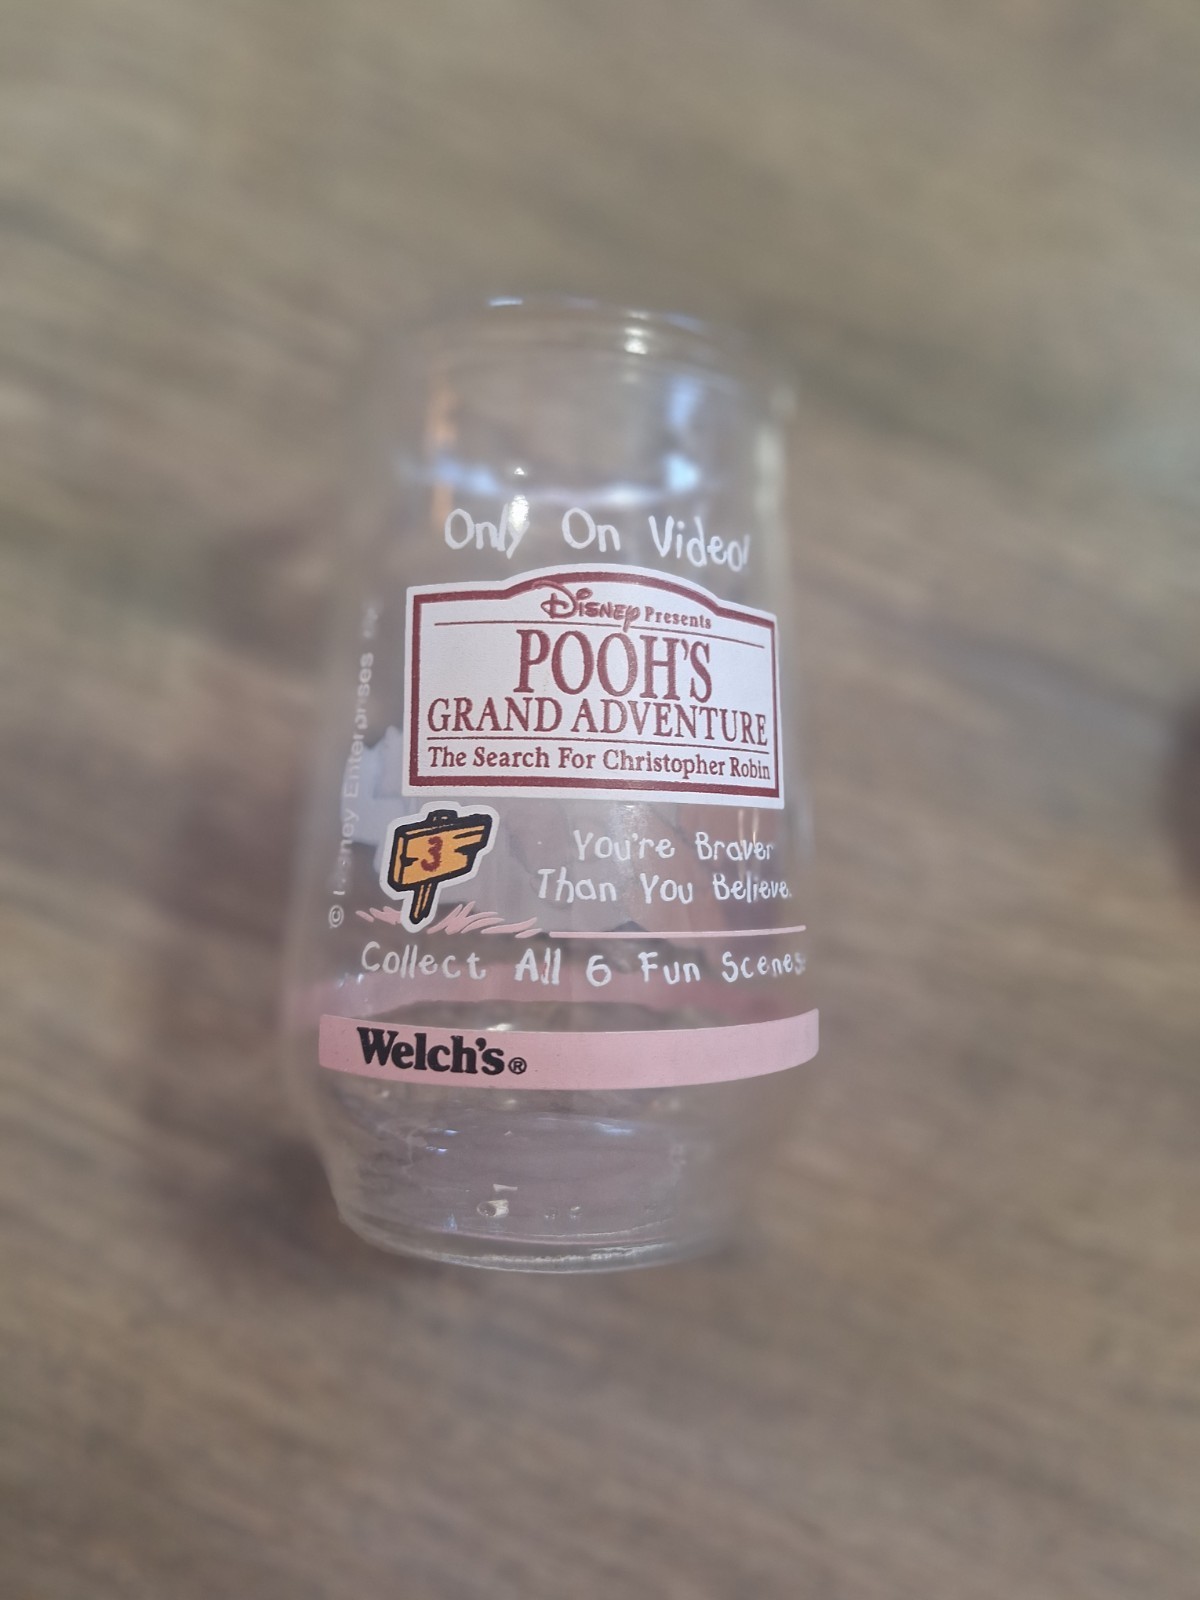 Only On Video!
Disney Presents
POOH'S
GRAND ADVENTURE
The Search For Christopher Robin
3
You're Braver
Than You Believe.
Collect All 6 Fun Scenes
Welch's®
© Disney Enterprises